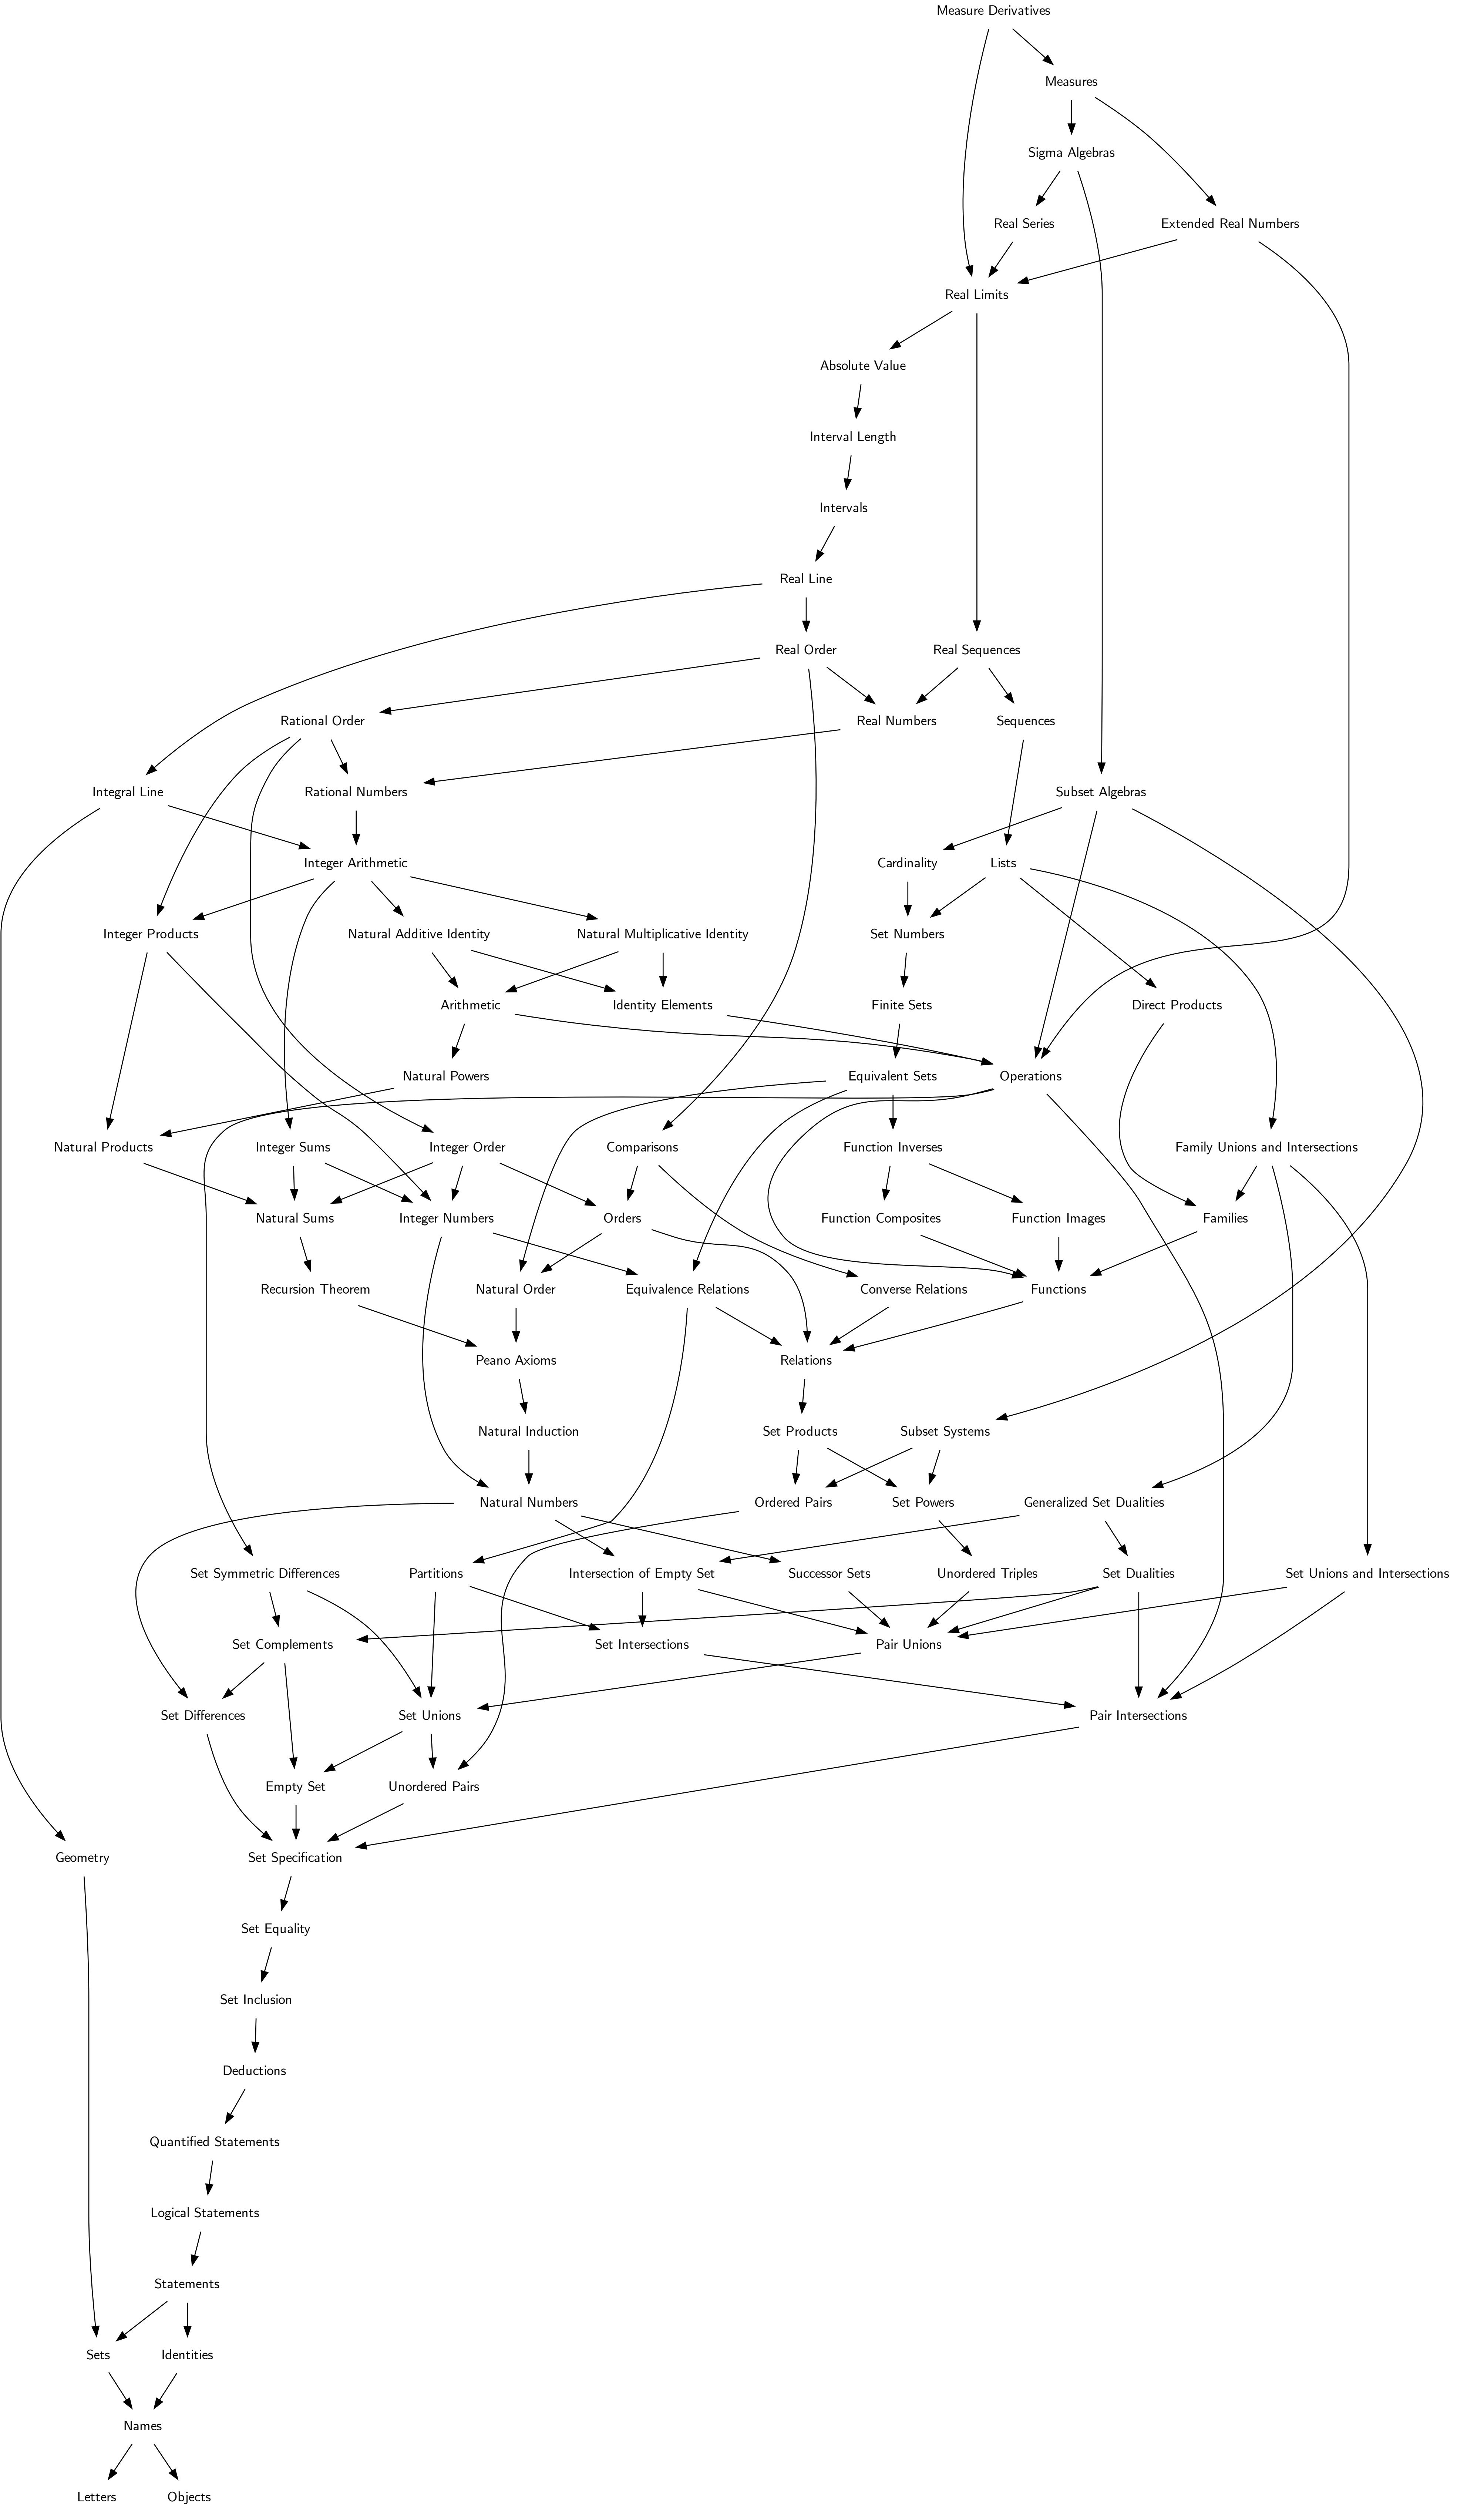 Measure Derivatives
Measures
Sigma Algebras
Real Series
Extended Real Numbers
Real Limits
Absolute Value
Interval Length
Intervals
Real Line
Real Order
Real Sequences
Rational Order
Real Numbers
Sequences
Integral Line
Rational Numbers
Subset Algebras
Integer Arithmetic
Cardinality
Lists
Integer Products
Natural Additive Identity
Natural Multiplicative Identity
Set Numbers
Arithmetic
Identity Elements
Finite Sets
Direct Products
Natural Powers
Equivalent Sets
Operations
Natural Products
Integer Sums
Integer Order
Comparisons
Function Inverses
Family Unions and Intersections
Natural Sums
Integer Numbers
Orders
Function Composites
Function Images
Families
Recursion Theorem
Natural Order
Equivalence Relations
Converse Relations
Functions
Peano Axioms
Relations
Natural Induction
Set Products
Subset Systems
Natural Numbers
Ordered Pairs
Set Powers
Generalized Set Dualities
Set Symmetric Differences
Partitions
Intersection of Empty Set
Successor Sets
Unordered Triples
Set Dualities
Set Unions and Intersections
Set Complements
Set Intersections
Pair Unions
Set Differences
Set Unions
Pair Intersections
Empty Set
Unordered Pairs
Geometry
Set Specification
Set Equality
Set Inclusion
Deductions
Quantified Statements
Logical Statements
Statements
Sets
Identities
Names
Letters
Objects